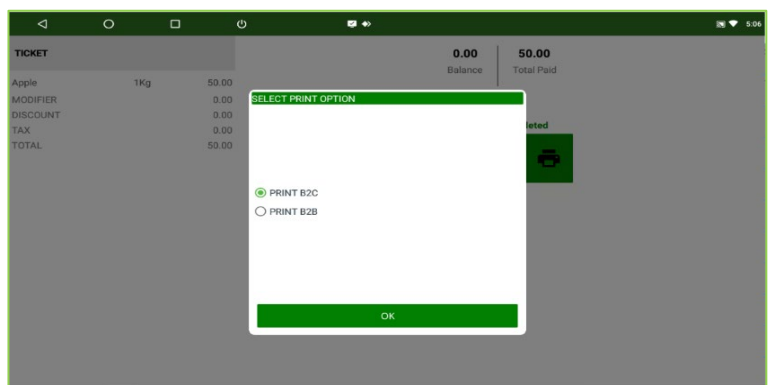 5:06
TICKET
0.00 50.00
Balance Total Paid
Apple 1Kg 50.00
MODIFIER 0.00
DISCOUNT 0.00
TAX 0.00
TOTAL 50.00
SELECT PRINT OPTION
leted
PRINT B2C
PRINT B2B
OK